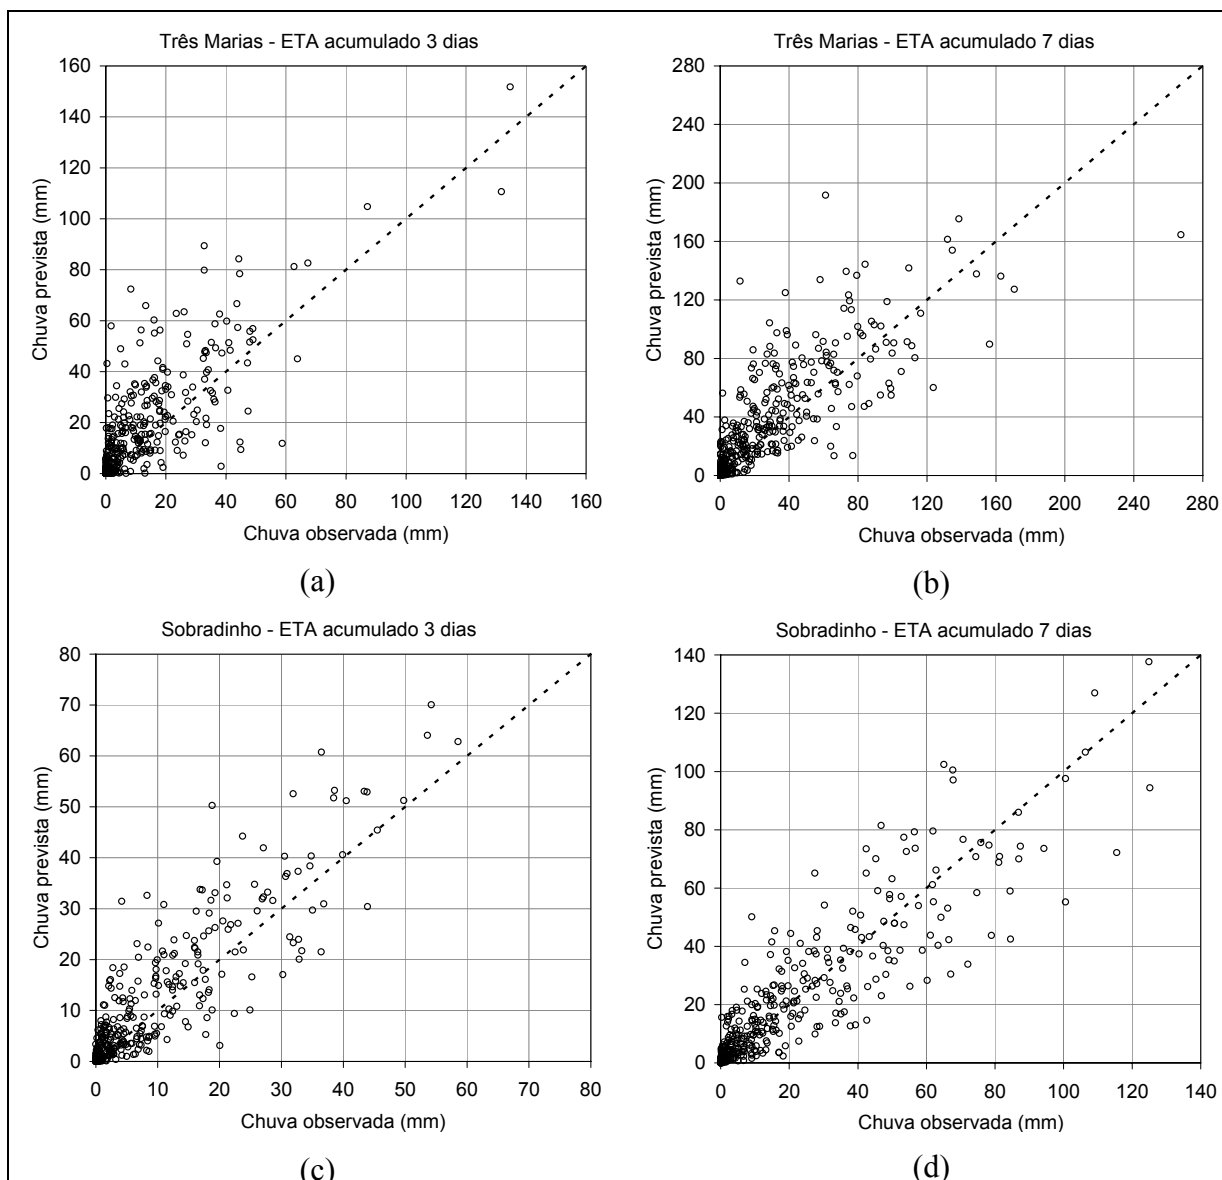 Três Marias - ETA acumulado 3 dias
160
140
120
100
80
60
40
20
0
0 20 40 60 80 100 120 140 160
Chuva prevista (mm)
Chuva observada (mm)
(a)
Três Marias - ETA acumulado 7 dias
280
240
200
160
120
80
40
0
0 40 80 120 160 200 240 280
Chuva prevista (mm)
Chuva observada (mm)
(b)
Sobradinho - ETA acumulado 3 dias
80
70
60
50
40
30
20
10
0
0 10 20 30 40 50 60 70 80
Chuva prevista (mm)
Chuva observada (mm)
(c)
Sobradinho - ETA acumulado 7 dias
140
120
100
80
60
40
20
0
0 20 40 60 80 100 120 140
Chuva prevista (mm)
Chuva observada (mm)
(d)